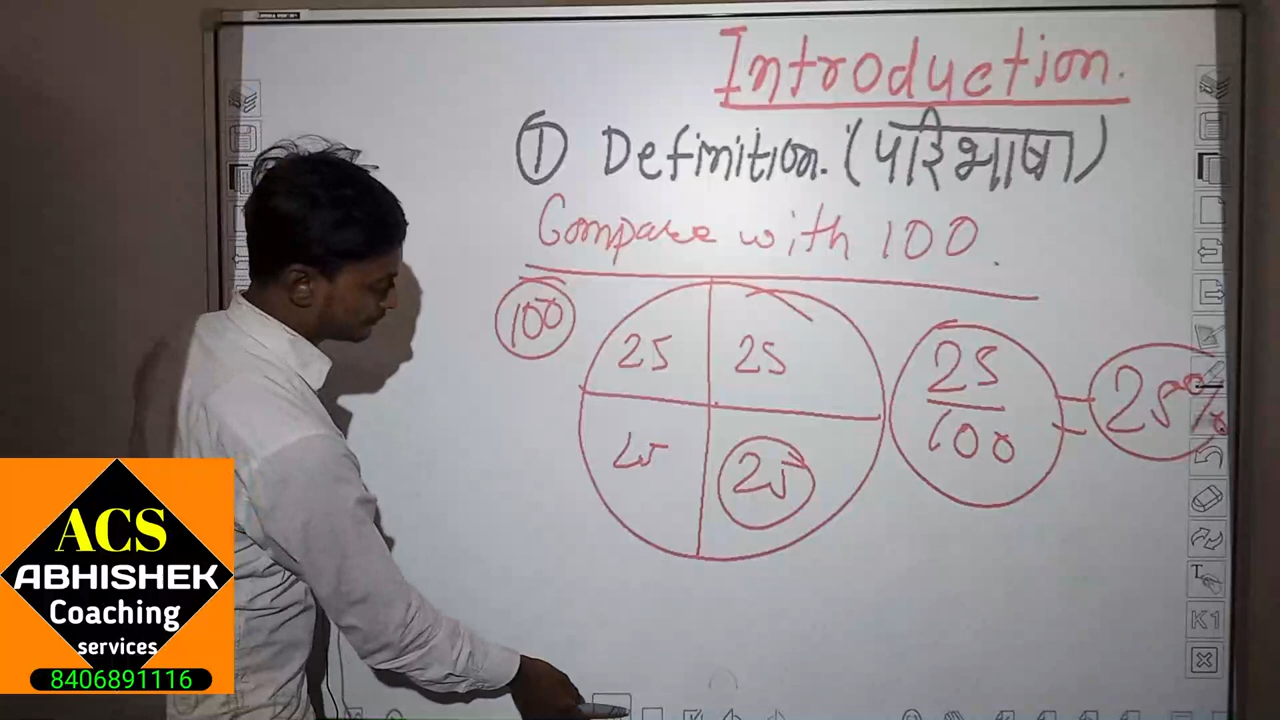 Introduction.
① Definition. (परिभाषा)
Compare with 100.
100
25 25
25 25
25
100
= 25%
T
K1
ACS
ABHISHEK
Coaching
services
8406891116